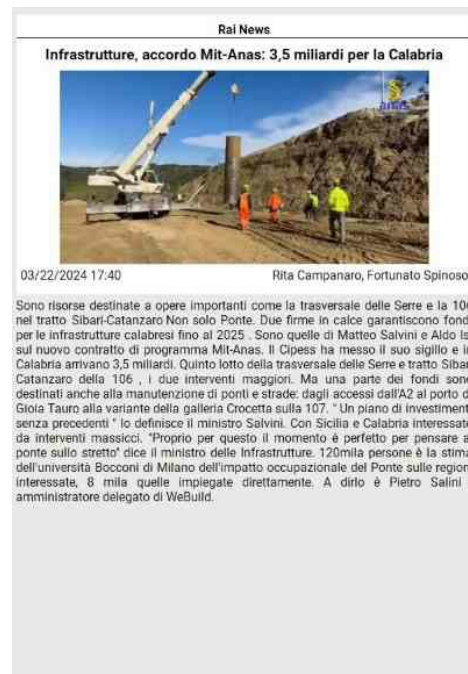 Rai News
Infrastrutture, accordo Mit-Anas: 3,5 miliardi per la Calabria
anas
03/22/2024 17:40
Rita Campanaro, Fortunato Spinoso
Sono risorse destinate a opere importanti come la trasversale delle Serre e la 106
nel tratto Sibari-Catanzaro Non solo Ponte. Due firme in calce garantiscono fondi
per le infrastrutture calabresi fino al 2025 . Sono quelle di Matteo Salvini e Aldo Is
sul nuovo contratto di programma Mit-Anas. Il Cipess ha messo il suo sigillo e in
Calabria arrivano 3,5 miliardi. Quinto lotto della trasversale delle Serre e tratto Sibar
Catanzaro della 106 , i due interventi maggiori. Ma una parte dei fondi sono
destinati anche alla manutenzione di ponti e strade: dagli accessi dall'A2 al porto d
Gioia Tauro alla variante della galleria Crocetta sulla 107. " Un piano di investiment
senza precedenti " lo definisce il ministro Salvini. Con Sicilia e Calabria interessate
da interventi massicci. "Proprio per questo il momento è perfetto per pensare al
ponte sullo stretto" dice il ministro delle Infrastrutture. 120mila persone è la stima
dell'università Bocconi di Milano dell'impatto occupazionale del Ponte sulle region
interessate, 8 mila quelle impiegate direttamente. A dirlo è Pietro Salini
amministratore delegato di WeBuild.